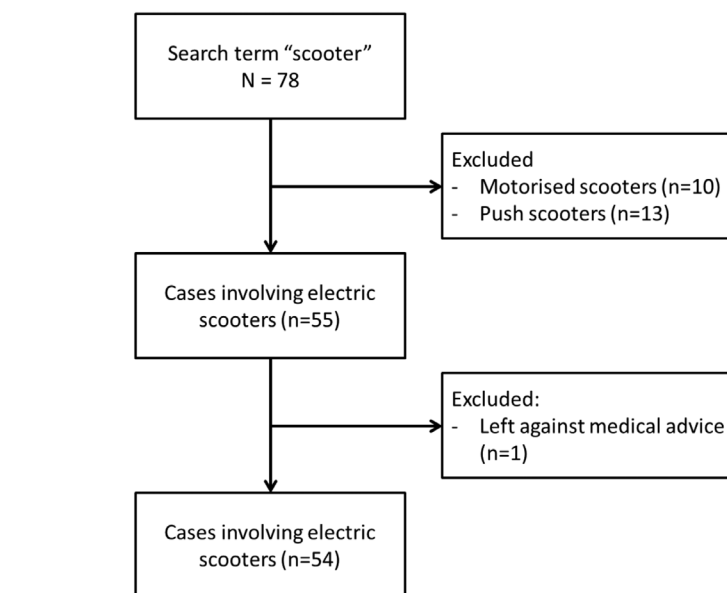 Search term “scooter”
N = 78
Excluded
- Motorised scooters (n=10)
- Push scooters (n=13)
Cases involving electric
scooters (n=55)
Excluded:
- Left against medical advice
(n=1)
Cases involving electric
scooters (n=54)